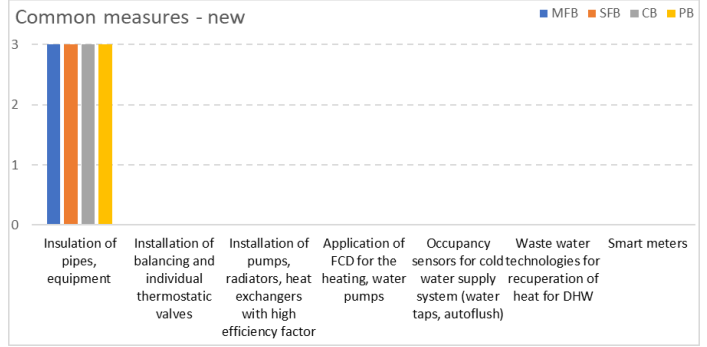 Common measures - new
MFB SFB CB PB
3
2
1
0
Insulation of
pipes,
equipment
Installation of
balancing and
individual
thermostatic
valves
Installation of
pumps,
radiators, heat
exchangers
with high
efficiency factor
Application of
FCD for the
heating, water
pumps
Occupancy
sensors for cold
water supply
system (water
taps, autoflush)
Waste water
technologies for
recuperation of
heat for DHW
Smart meters